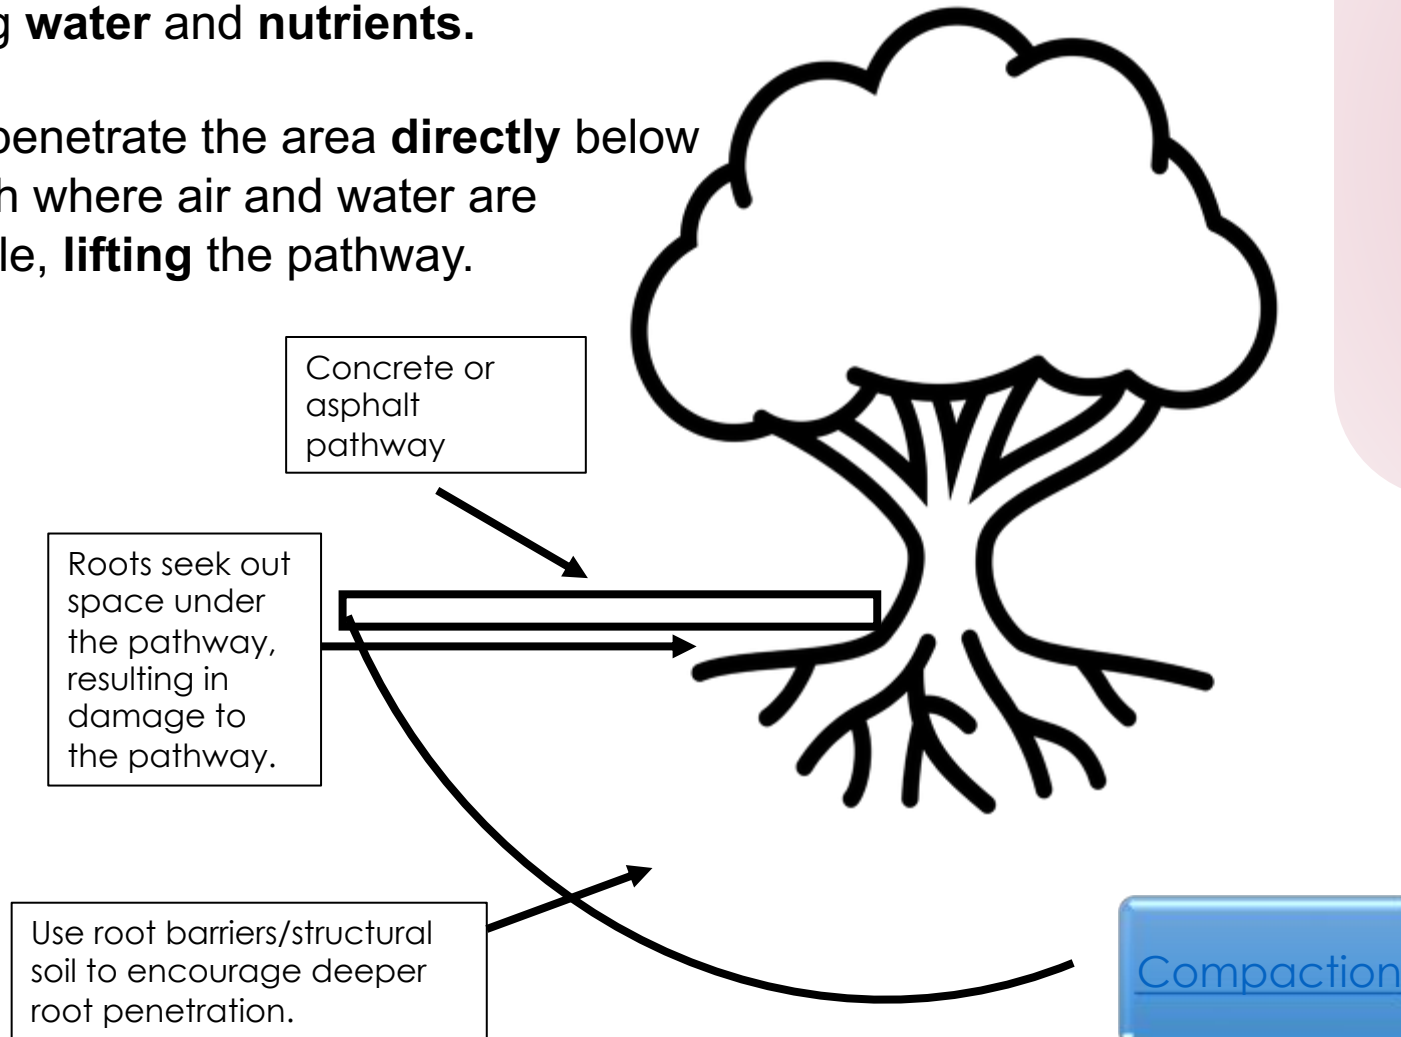 water and nutrients.
penetrate the area directly below
where air and water are
lifting the pathway.
Concrete or
asphalt
pathway
Roots seek out
space under
the pathway,
resulting in
damage to
the pathway.
Use root barriers/structural
soil to encourage deeper
root penetration.
Compaction